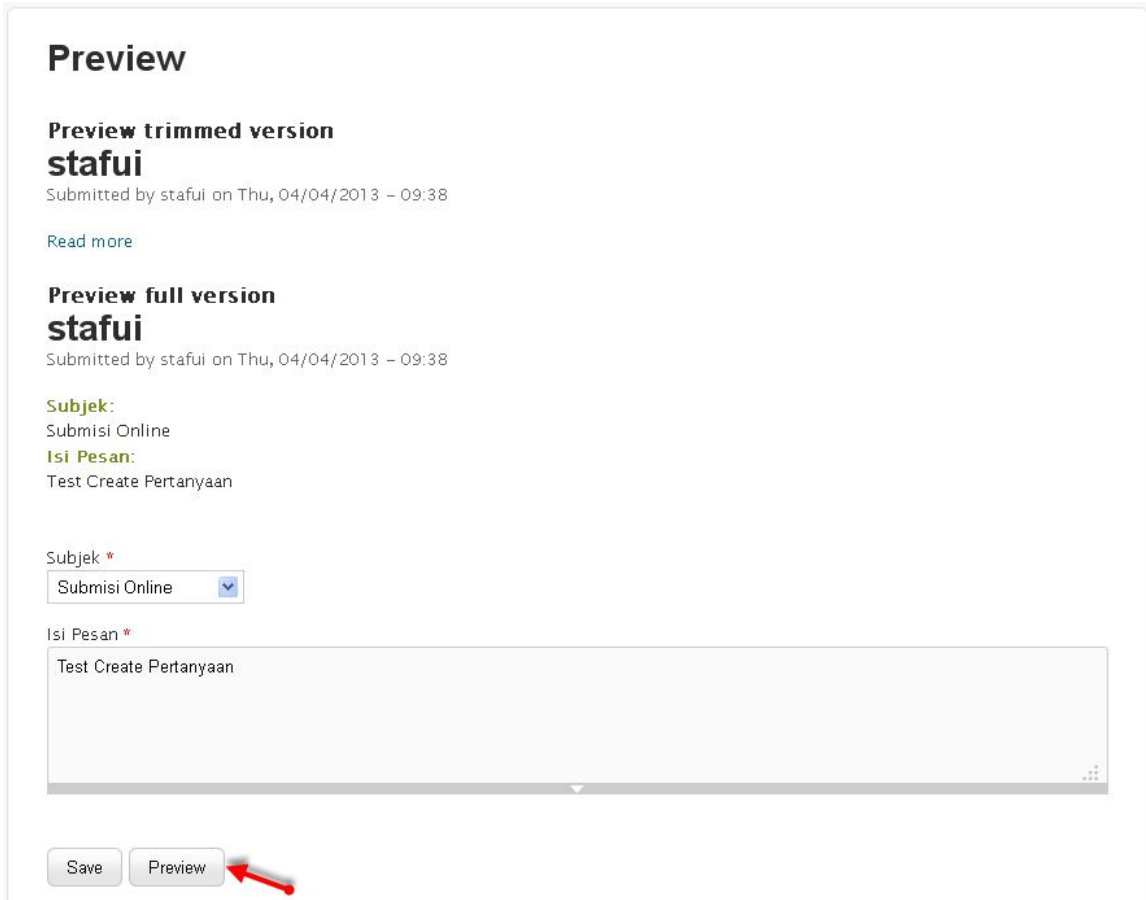 Preview
Preview trimmed version
stafui
Submitted by stafui on Thu, 04/04/2013 – 09:38
Read more
Preview full version
stafui
Submitted by stafui on Thu, 04/04/2013 – 09:38
Subjek:
Submisi Online
Isi Pesan:
Test Create Pertanyaan
Subjek *
Submisi Online
Isi Pesan *
Test Create Pertanyaan
Save Preview